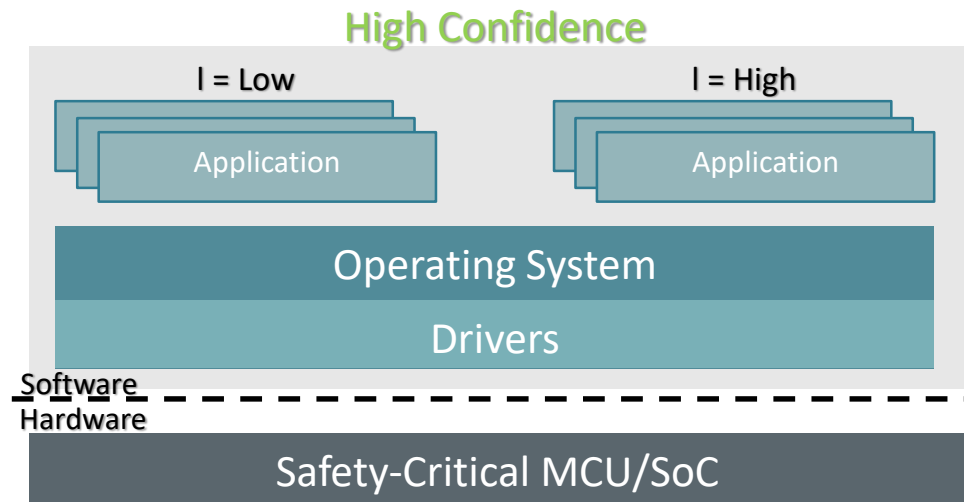 High Confidence
l = Low
l = High
Application
Application
Operating System
Drivers
Software
Hardware
Safety-Critical MCU/SoC